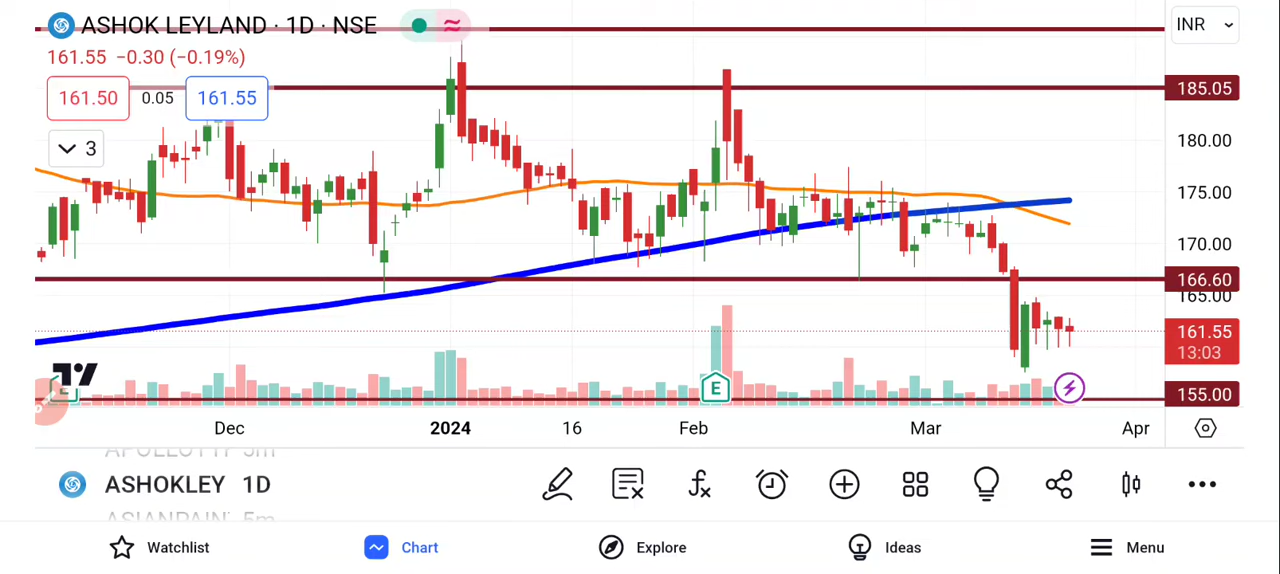 ASHOK LEYLAND · 1D · NSE
INR
161.55 −0.30 (−0.19%)
161.50 0.05 161.55
185.05
3
180.00
175.00
170.00
166.60
165.00
161.55
13:03
E
155.00
Dec 2024 16 Feb Mar Apr
ASHOKLEY 1D
Watchlist Chart Explore Ideas Menu